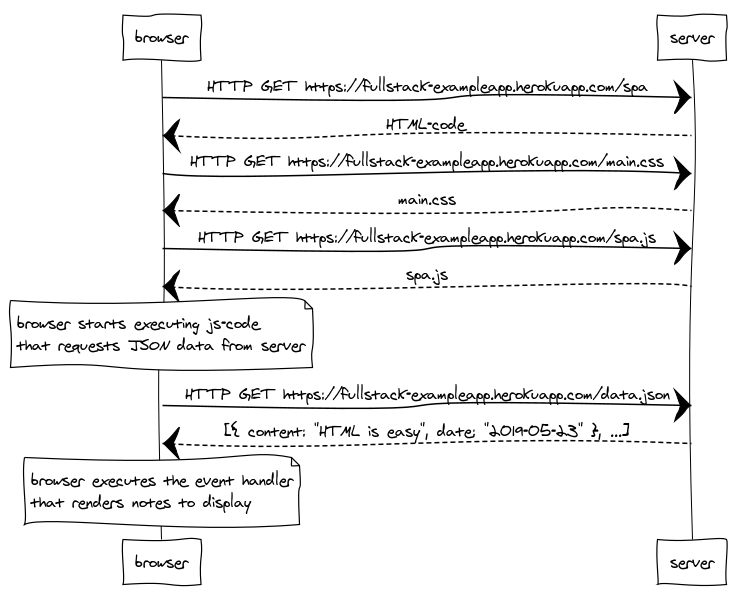 browser
server
HTTP GET https://fullstack-exampleapp.herokuapp.com/spa
HTML-code
HTTP GET https://fullstack-exampleapp.herokuapp.com/main.css
main.css
HTTP GET https://fullstack-exampleapp.herokuapp.com/spa.js
spa.js
browser starts executing js-code
that requests JSON data from server
HTTP GET https://fullstack-exampleapp.herokuapp.com/data.json
[{ content: "HTML is easy", date: "2019-05-23" }, ...]
browser executes the event handler
that renders notes to display
browser
server